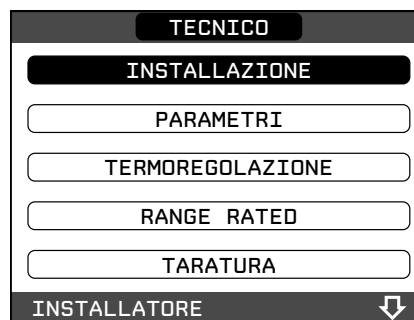 TECNICO
INSTALLAZIONE
PARAMETRI
TERMOREGOLAZIONE
RANGE RATED
TARATURA
INSTALLATORE